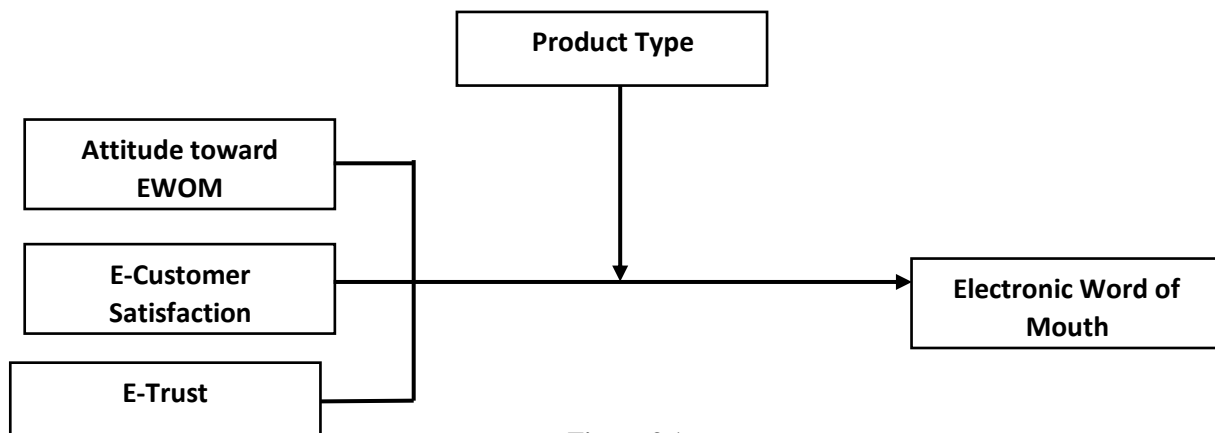 Product Type
Attitude toward
EWOM
E-Customer
Satisfaction
Electronic Word of
Mouth
E-Trust